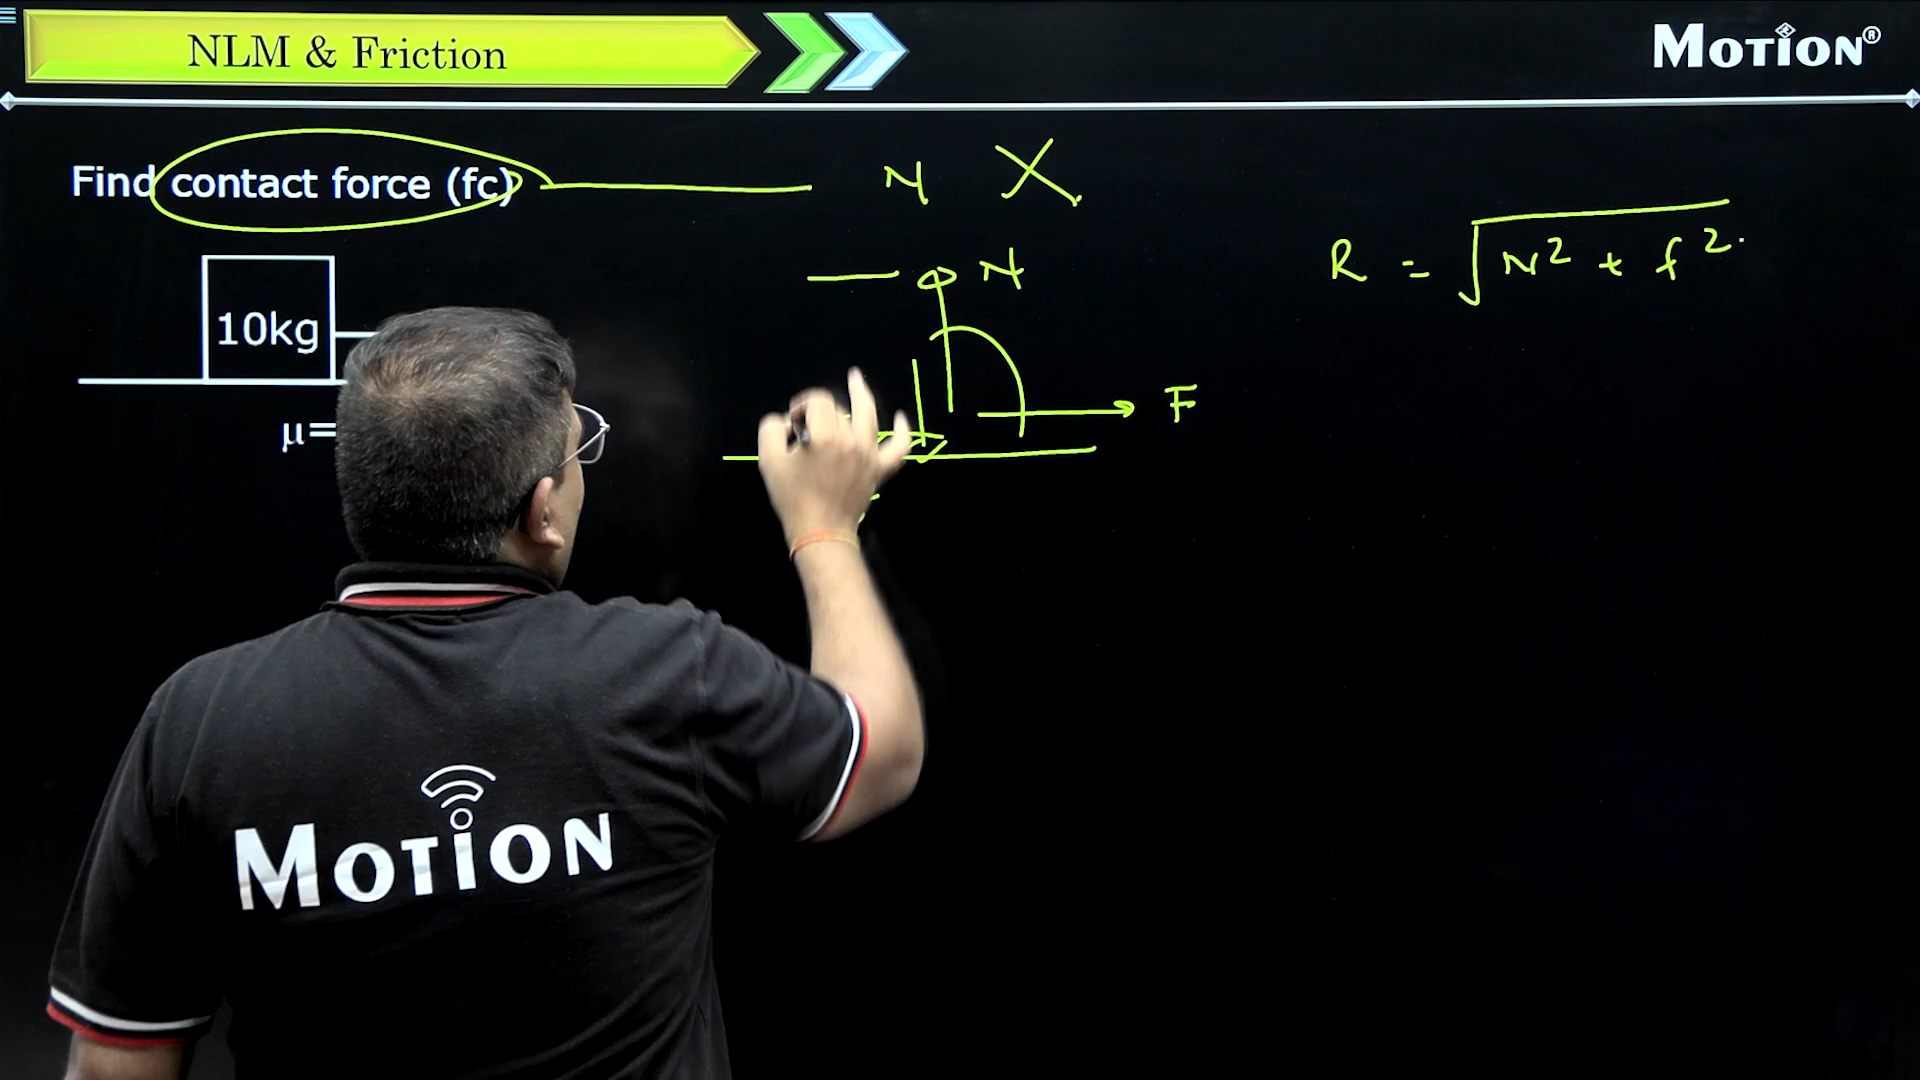 NLM & Friction
MOTION®
Find contact force (fc)
N X
R = √N² + f²
N
10kg
F
μ=
MOTION